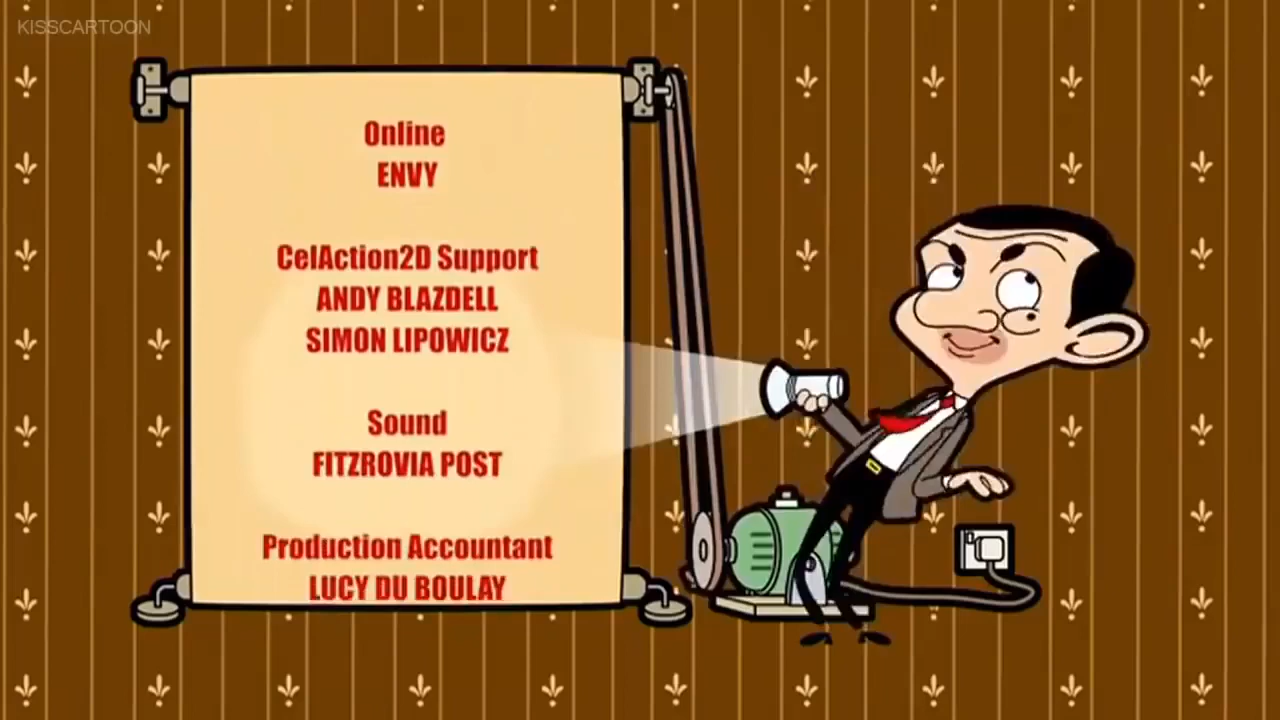 KISSCARTOON
Online
ENVY
CelAction2D Support
ANDY BLAZDELL
SIMON LIPOWICZ
Sound
FITZROVIA POST
Production Accountant
LUCY DU BOULAY